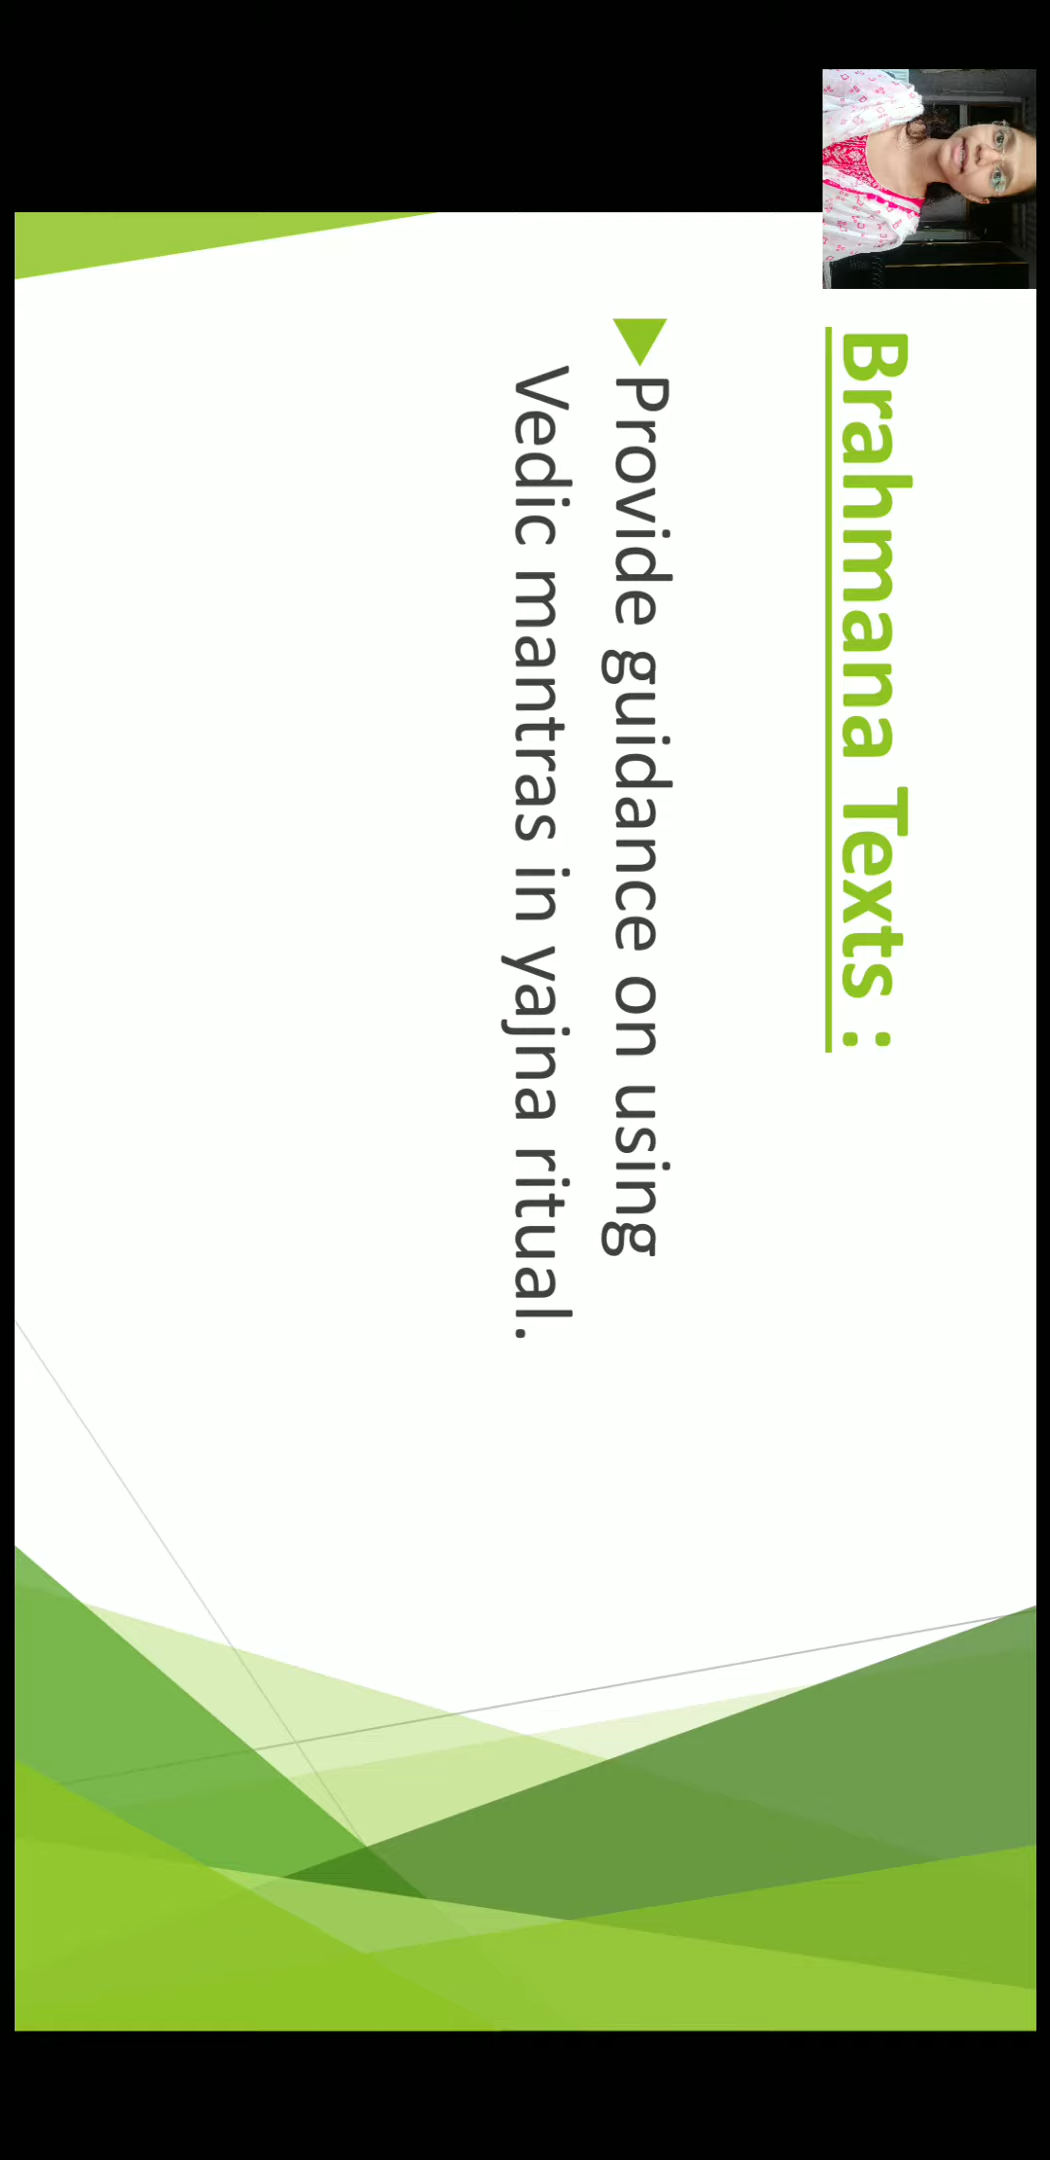 Brahmana Texts :
Provide guidance on using
Vedic mantras in yajna ritual.